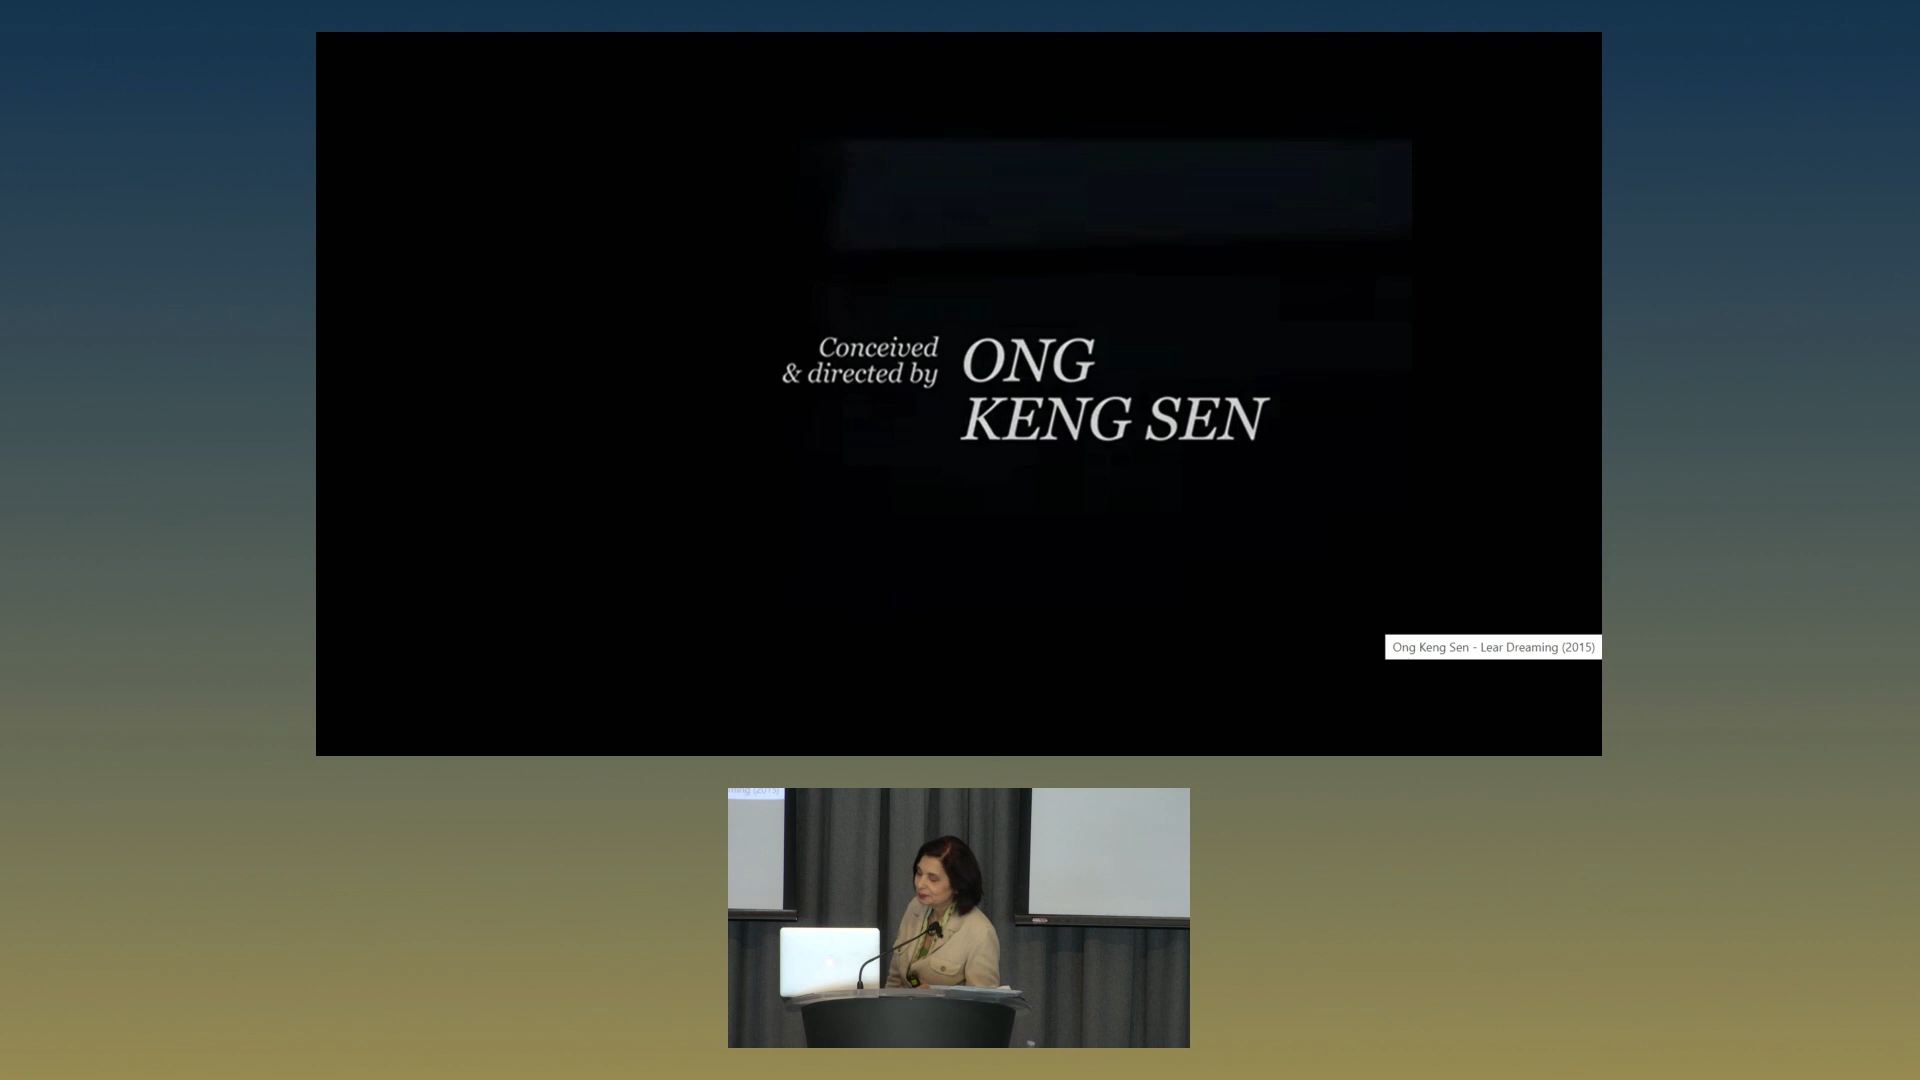 Conceived
& directed by
ONG
KENG SEN
Ong Keng Sen - Lear Dreaming (2015)